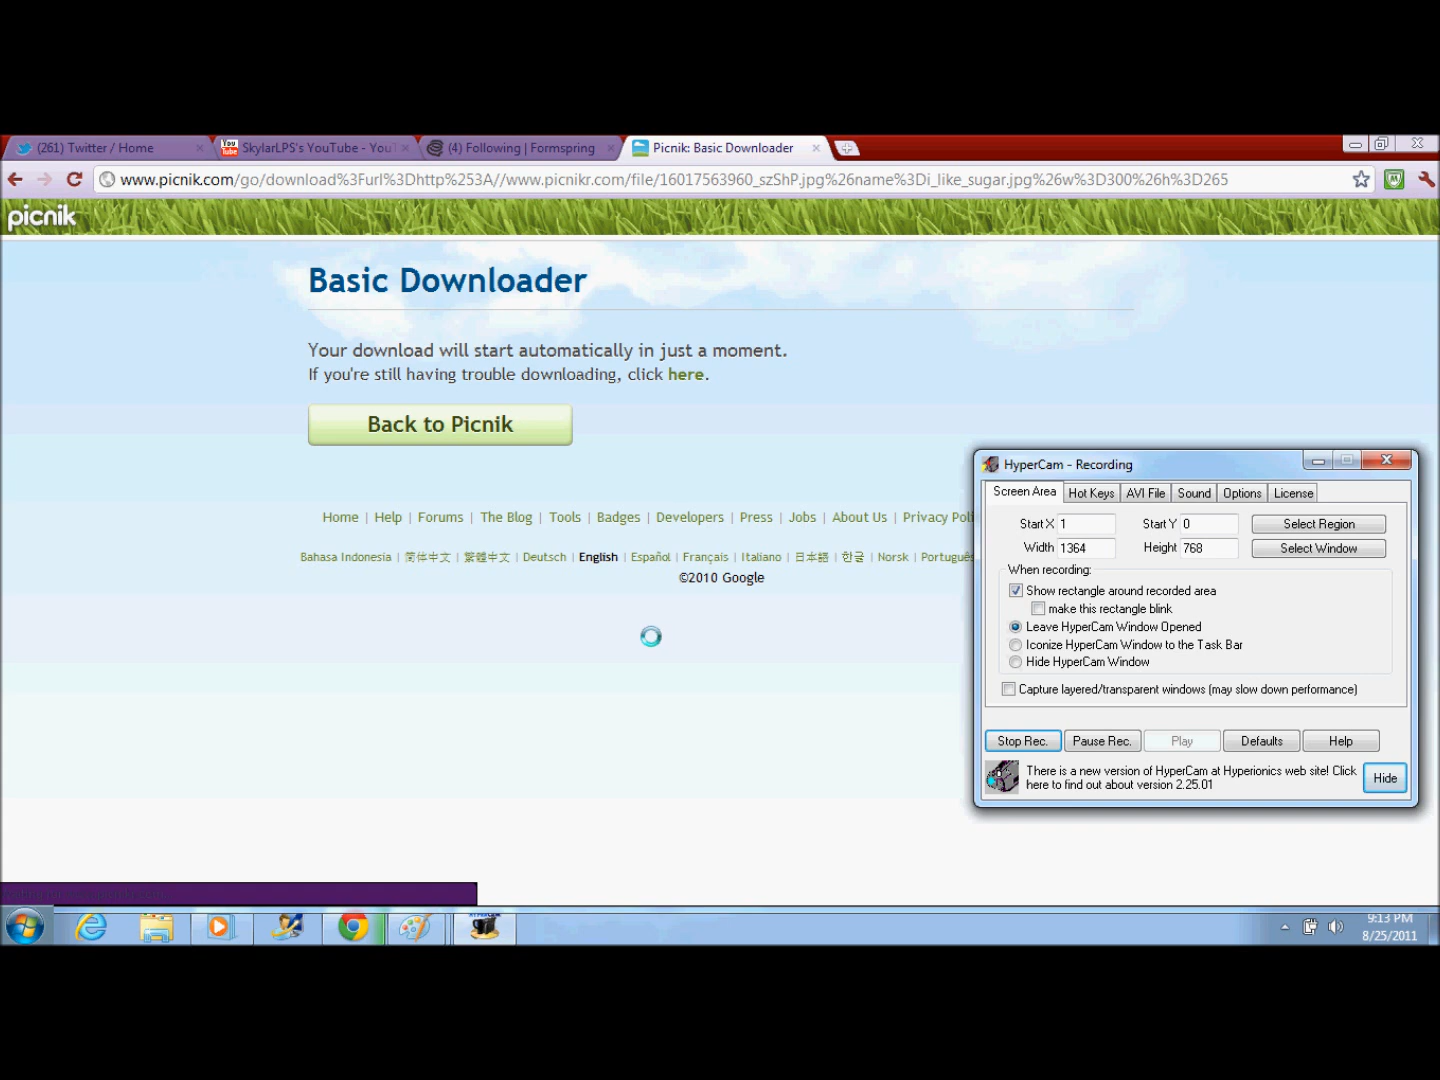 (261) Twitter / Home
SkylarLPS's YouTube - You
(4) Following | Formspring
Picnik: Basic Downloader
www.picnik.com/go/download%3Furl%3Dhttp%253A//www.picnikr.com/file/16017563960_szShP.jpg%26name%3Di_like_sugar.jpg%26w%3D300%26h%3D265
picnik
Basic Downloader
Your download will start automatically in just a moment.
If you're still having trouble downloading, click here.
Back to Picnik
Home | Help | Forums | The Blog | Tools | Badges | Developers | Press | Jobs | About Us | Privacy Poli
Bahasa Indonesia | 简体中文 | 繁體中文 | Deutsch | English | Español | Français | Italiano | 日本語 | 한글 | Norsk | Português
©2010 Google
HyperCam - Recording
Screen Area Hot Keys AVI File Sound Options License
Start X 1 Start Y 0 Select Region
Width 1364 Height 768 Select Window
When recording:
Show rectangle around recorded area
make this rectangle blink
Leave HyperCam Window Opened
Iconize HyperCam Window to the Task Bar
Hide HyperCam Window
Capture layered/transparent windows (may slow down performance)
Stop Rec. Pause Rec. Play Defaults Help
There is a new version of HyperCam at Hyperionics web site! Click
here to find out about version 2.25.01
Hide
9:13 PM
8/25/2011